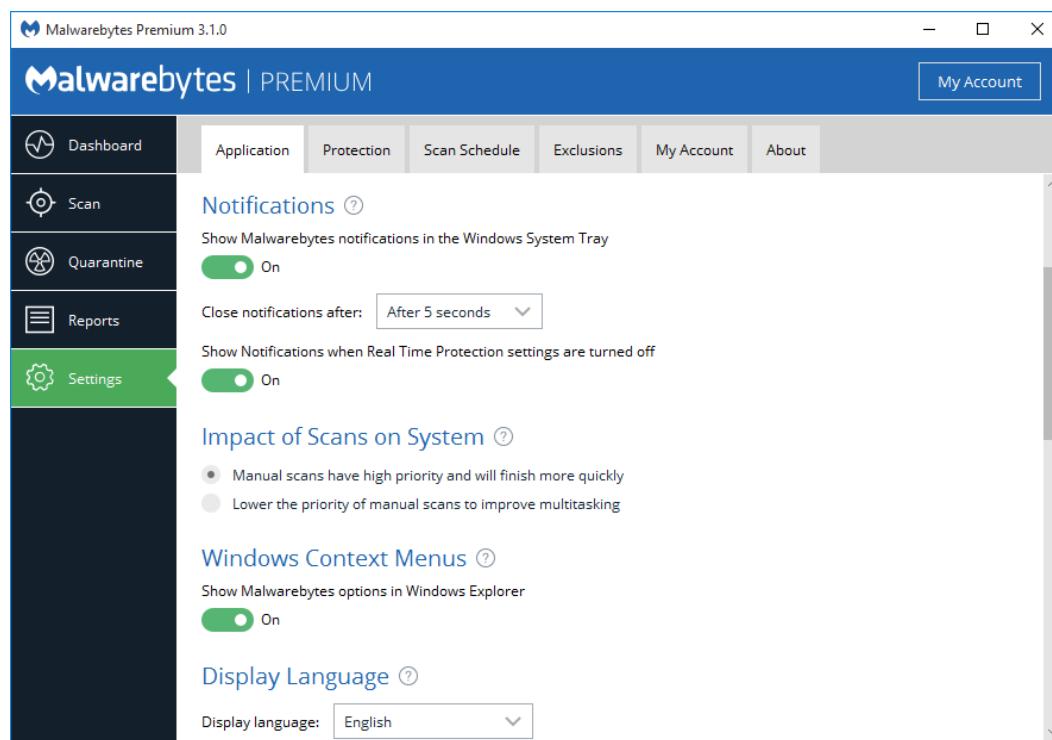 Malwarebytes Premium 3.1.0
Malwarebytes | PREMIUM
My Account
Dashboard
Scan
Quarantine
Reports
Settings
Application Protection Scan Schedule Exclusions My Account About
Notifications ?
Show Malwarebytes notifications in the Windows System Tray
On
Close notifications after: After 5 seconds
Show Notifications when Real Time Protection settings are turned off
On
Impact of Scans on System ?
Manual scans have high priority and will finish more quickly
Lower the priority of manual scans to improve multitasking
Windows Context Menus ?
Show Malwarebytes options in Windows Explorer
On
Display Language ?
Display language: English